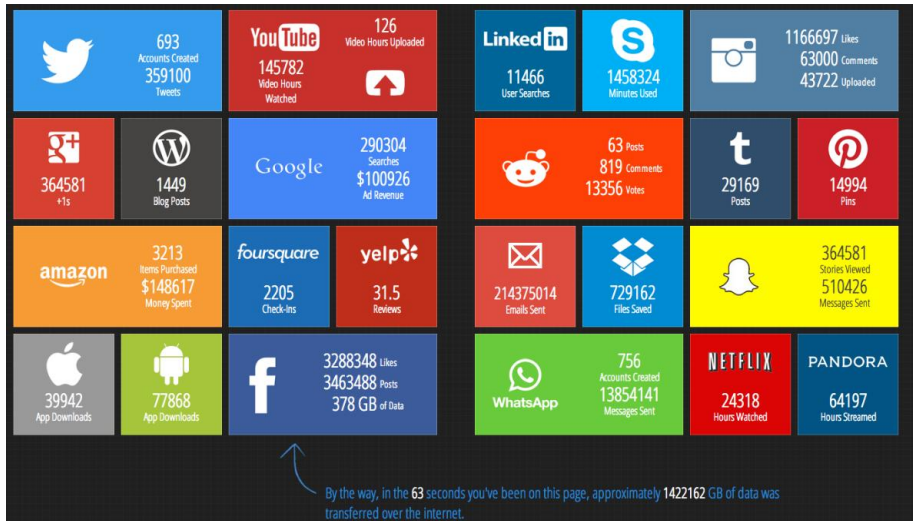 693
Accounts Created
359100
Tweets
You Tube
145782
Video Hours
Watched
126
Video Hours Uploaded
Linked in
11466
User Searches
S
1458324
Minutes Used
1166697 Likes
63000 Comments
43722 Uploaded
g+
364581
+1s
W
1449
Blog Posts
Google
290304
Searches
$100926
Ad Revenue
63 Posts
819 Comments
13356 Votes
t
29169
Posts
14994
Pins
amazon
3213
Items Purchased
$148617
Money Spent
foursquare
2205
Check-Ins
yelp
31.5
Reviews
214375014
Emails Sent
729162
Files Saved
364581
Stories Viewed
510426
Messages Sent
39942
App Downloads
77868
App Downloads
f
3288348 Likes
3463488 Posts
378 GB of Data
WhatsApp
756
Accounts Created
13854141
Messages Sent
NETFLIX
24318
Hours Watched
PANDORA
64197
Hours Streamed
By the way, in the 63 seconds you've been on this page, approximately 1422162 GB of data was
transferred over the internet.